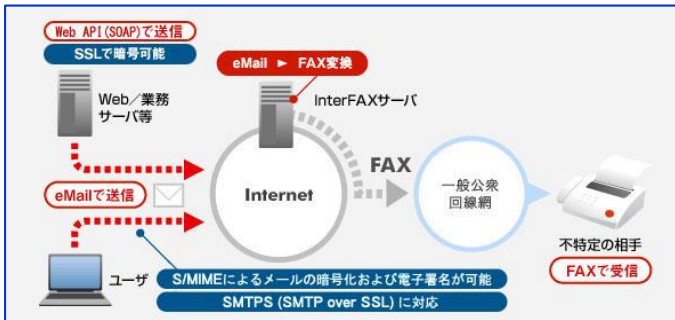 Web API(SOAP)で送信
SSLで暗号可能
eMail ► FAX変換
Web／業務
サーバ等
InterFAXサーバ
FAX
Internet
一般公衆
回線網
eMailで送信
不特定の相手
FAXで受信
ユーザ
S/MIMEによるメールの暗号化および電子署名が可能
SMTPS (SMTP over SSL) に対応